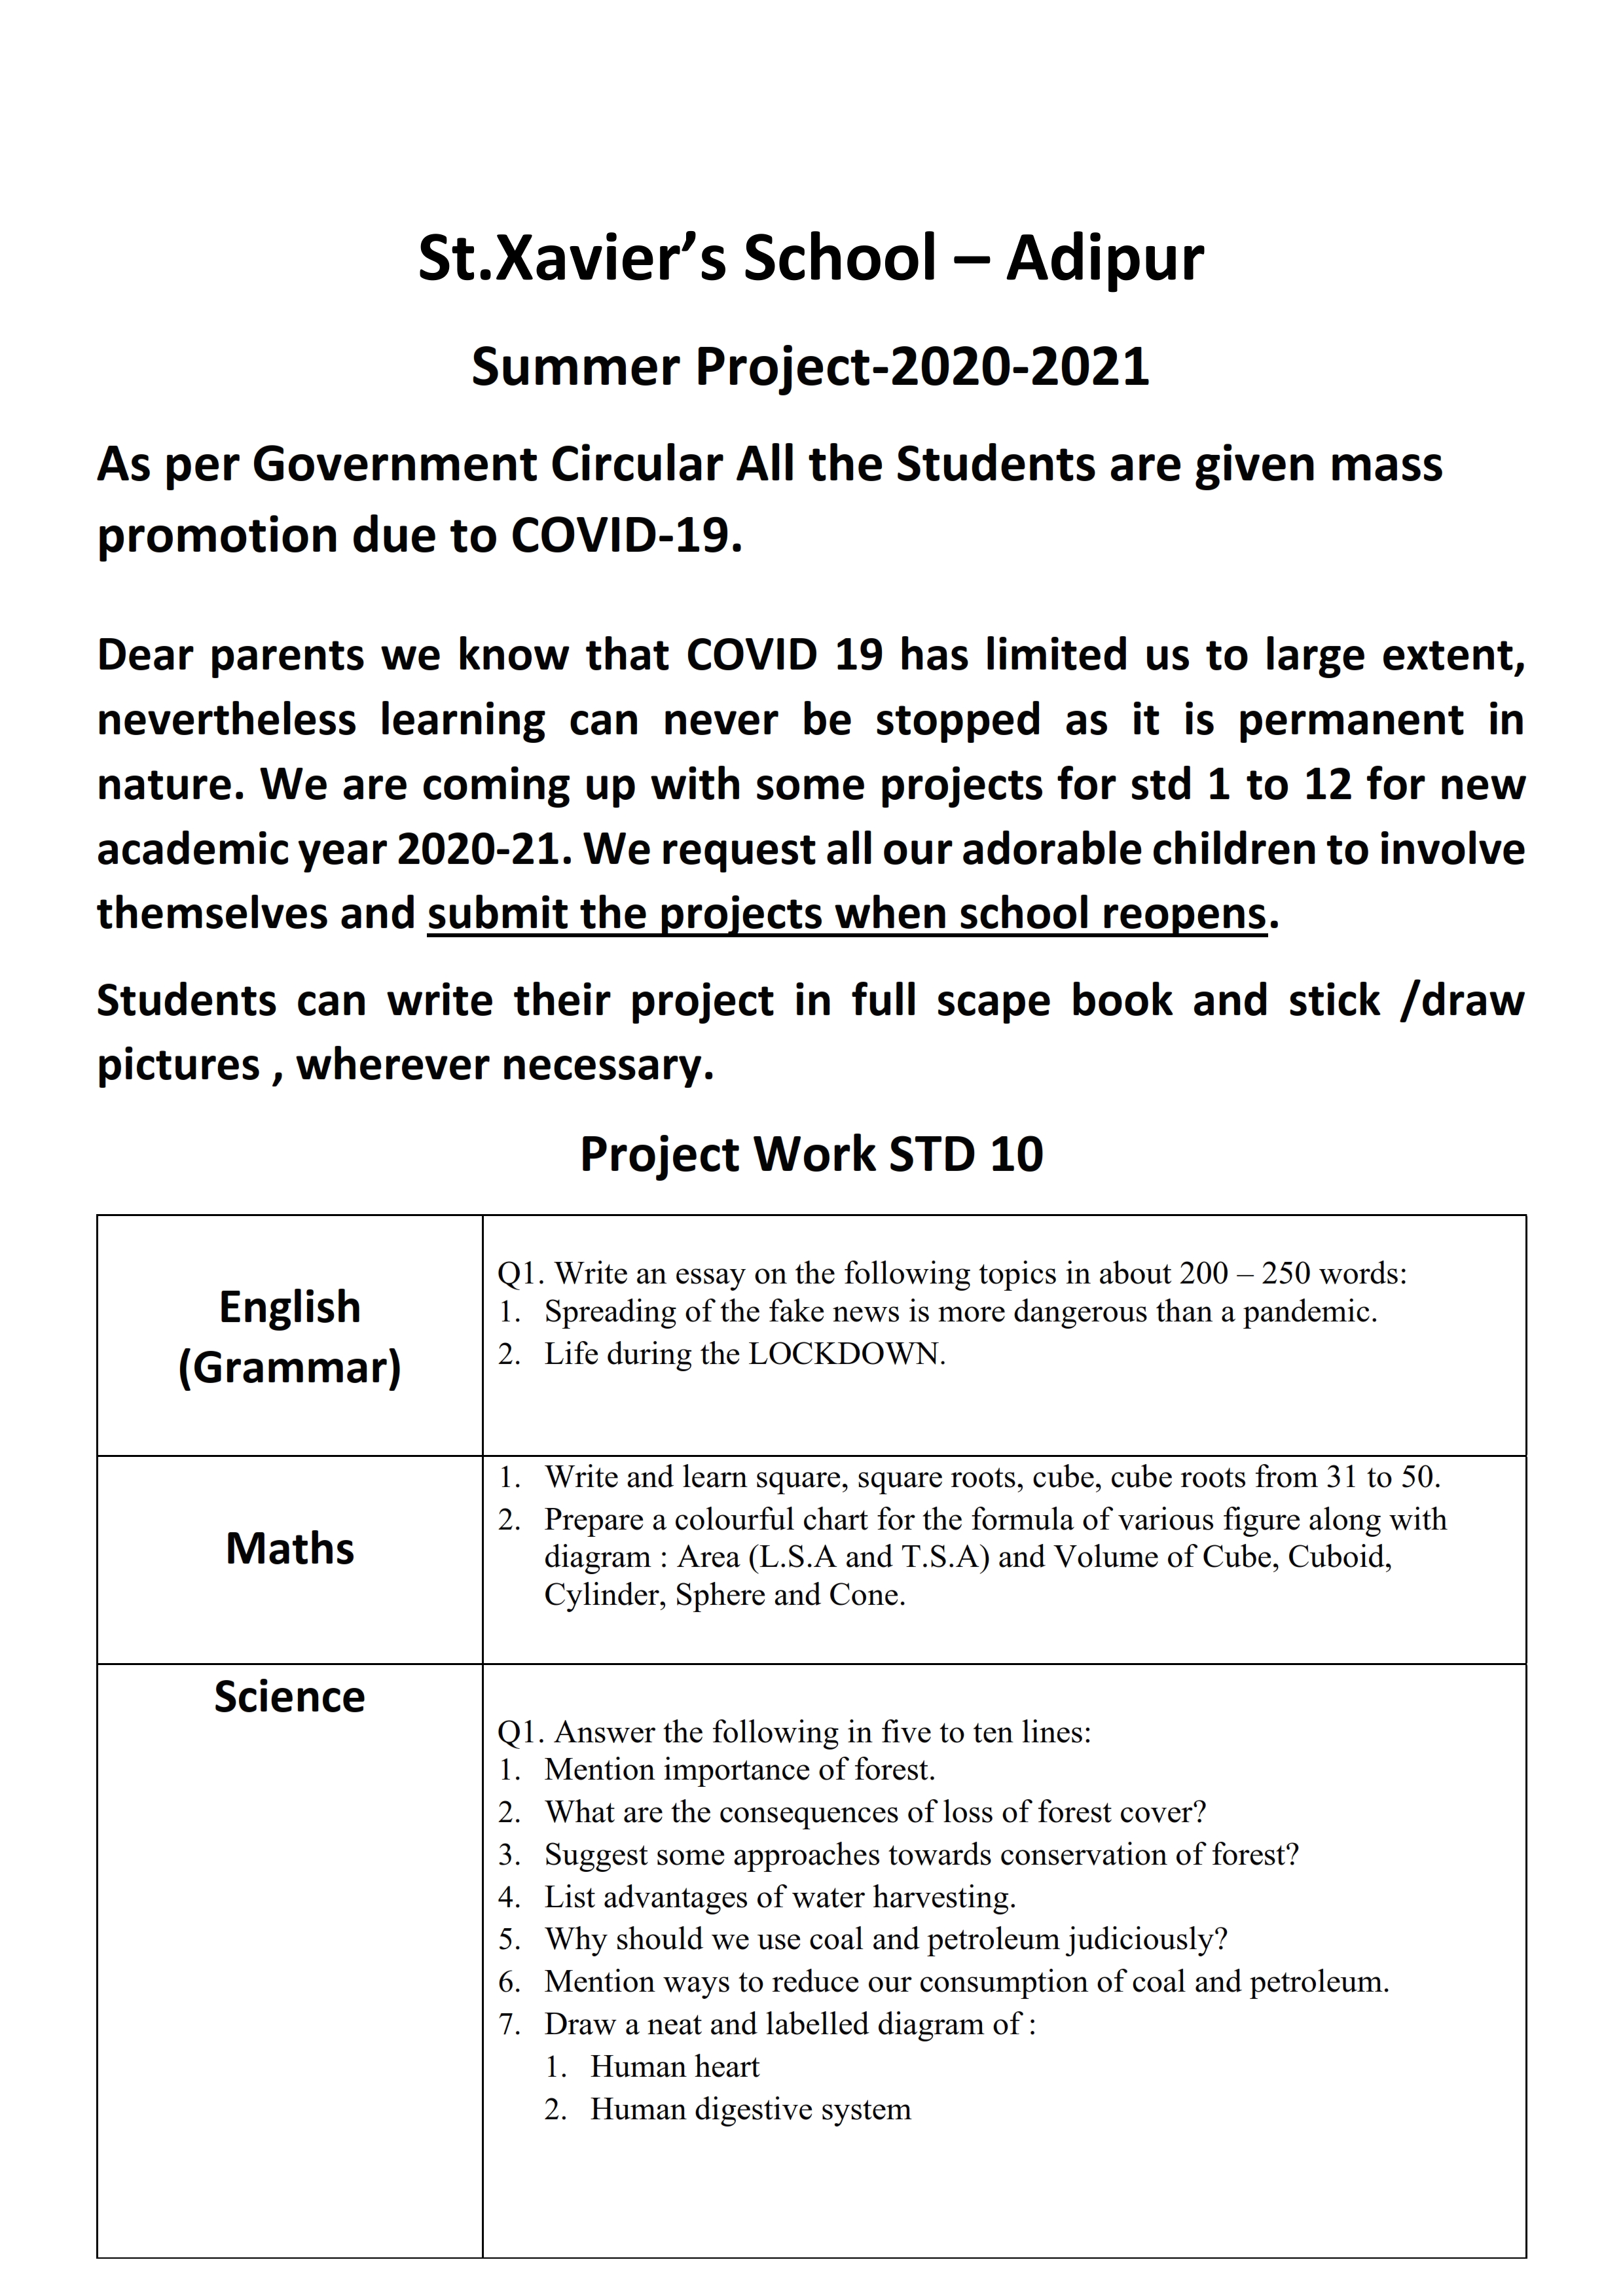 St.Xavier’s School – Adipur
Summer Project-2020-2021
As per Government Circular All the Students are given mass
promotion due to COVID-19.
Dear parents we know that COVID 19 has limited us to large extent,
nevertheless learning can never be stopped as it is permanent in
nature. We are coming up with some projects for std 1 to 12 for new
academic year 2020-21. We request all our adorable children to involve
themselves and submit the projects when school reopens.
Students can write their project in full scape book and stick /draw
pictures , wherever necessary.
Project Work STD 10
English
(Grammar)
Q1. Write an essay on the following topics in about 200 – 250 words:
1. Spreading of the fake news is more dangerous than a pandemic.
2. Life during the LOCKDOWN.
Maths
1. Write and learn square, square roots, cube, cube roots from 31 to 50.
2. Prepare a colourful chart for the formula of various figure along with
diagram : Area (L.S.A and T.S.A) and Volume of Cube, Cuboid,
Cylinder, Sphere and Cone.
Science
Q1. Answer the following in five to ten lines:
1. Mention importance of forest.
2. What are the consequences of loss of forest cover?
3. Suggest some approaches towards conservation of forest?
4. List advantages of water harvesting.
5. Why should we use coal and petroleum judiciously?
6. Mention ways to reduce our consumption of coal and petroleum.
7. Draw a neat and labelled diagram of :
1. Human heart
2. Human digestive system